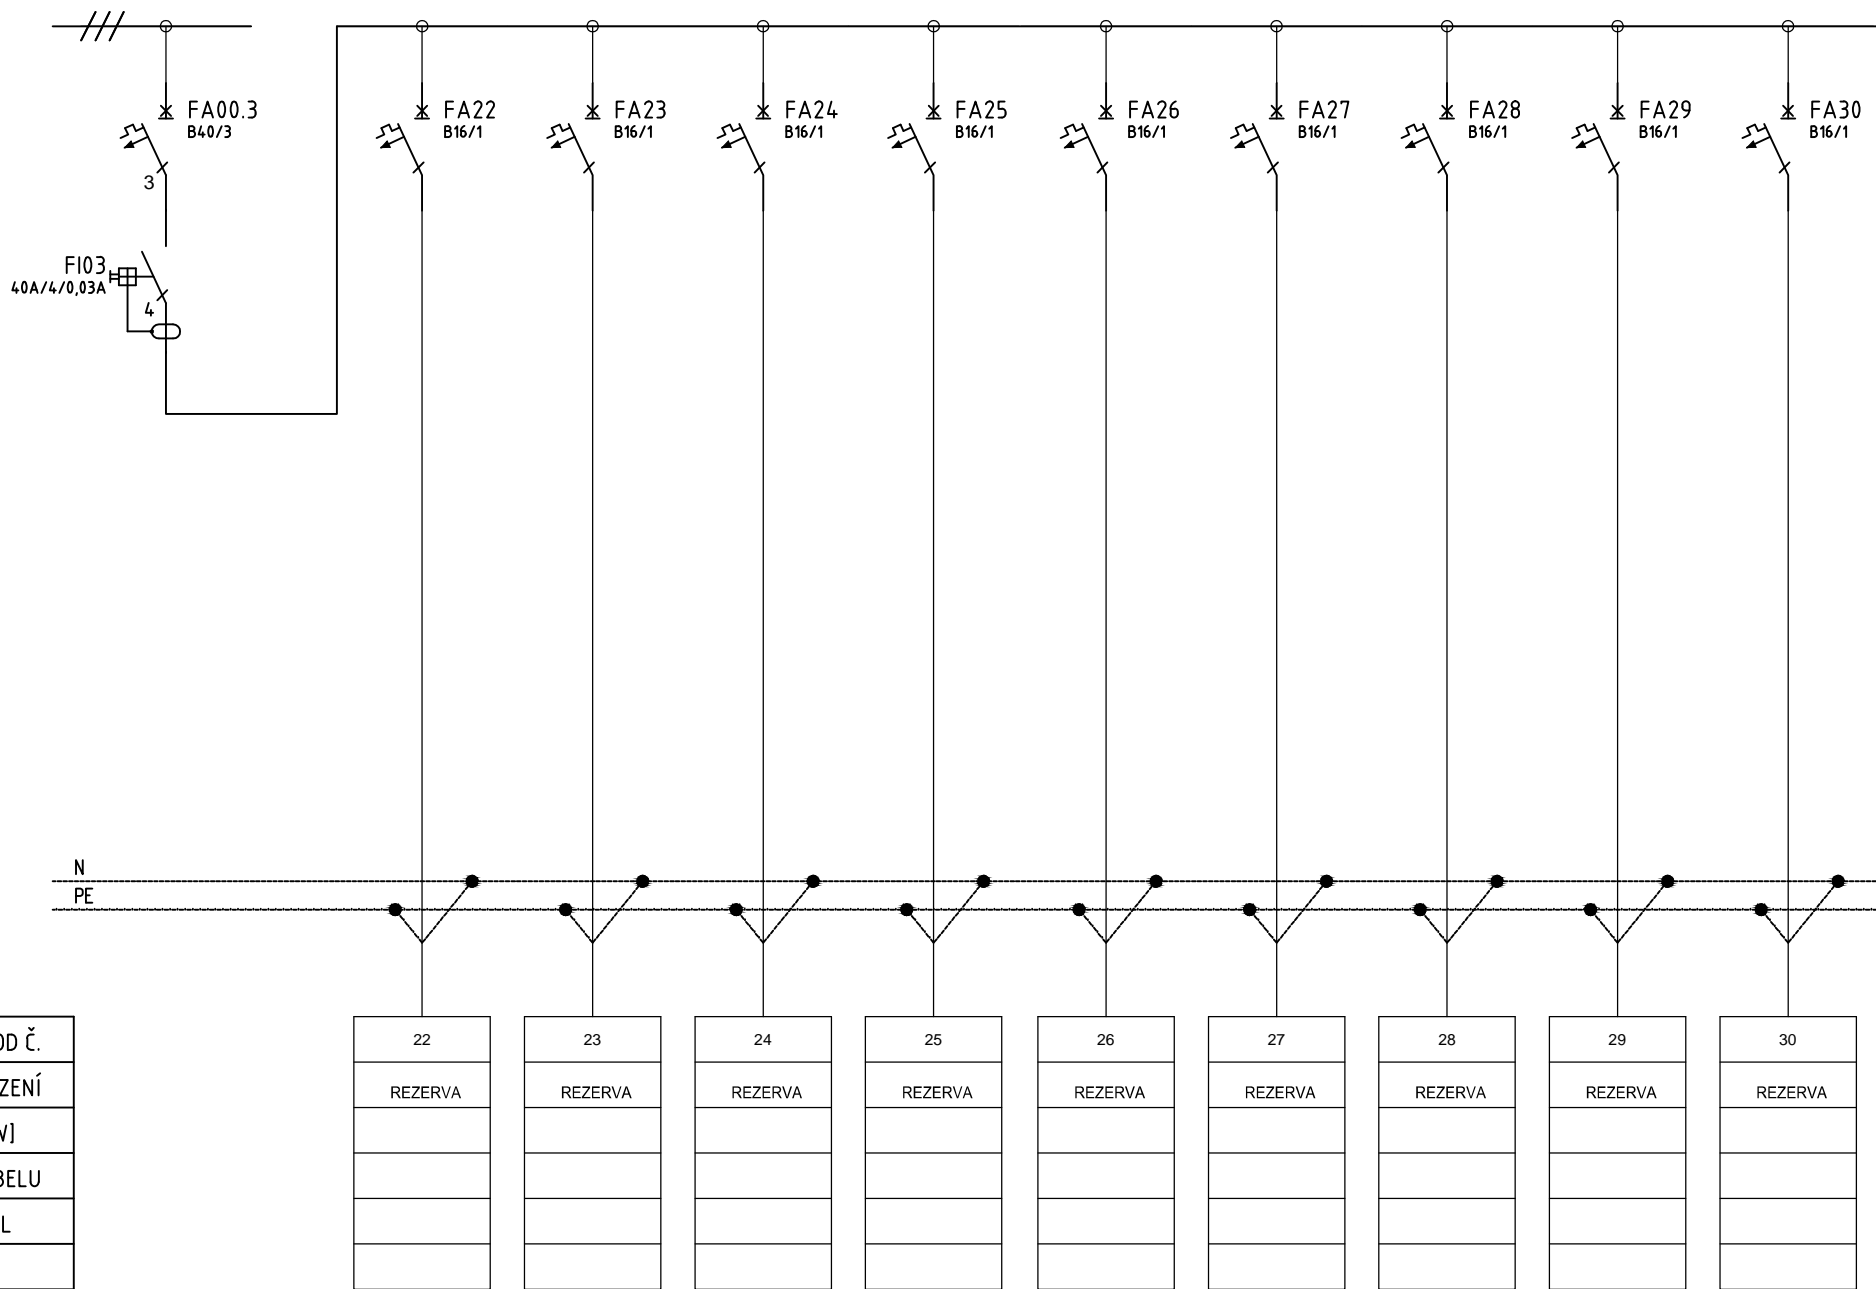 FA00.3
B40/3
3
FI03
40A/4/0,03A
4
FA22
B16/1
FA23
B16/1
FA24
B16/1
FA25
B16/1
FA26
B16/1
FA27
B16/1
FA28
B16/1
FA29
B16/1
FA30
B16/1
N
PE
OD Č.
ZENÍ
W]
BELU
L
22
REZERVA
23
REZERVA
24
REZERVA
25
REZERVA
26
REZERVA
27
REZERVA
28
REZERVA
29
REZERVA
30
REZERVA